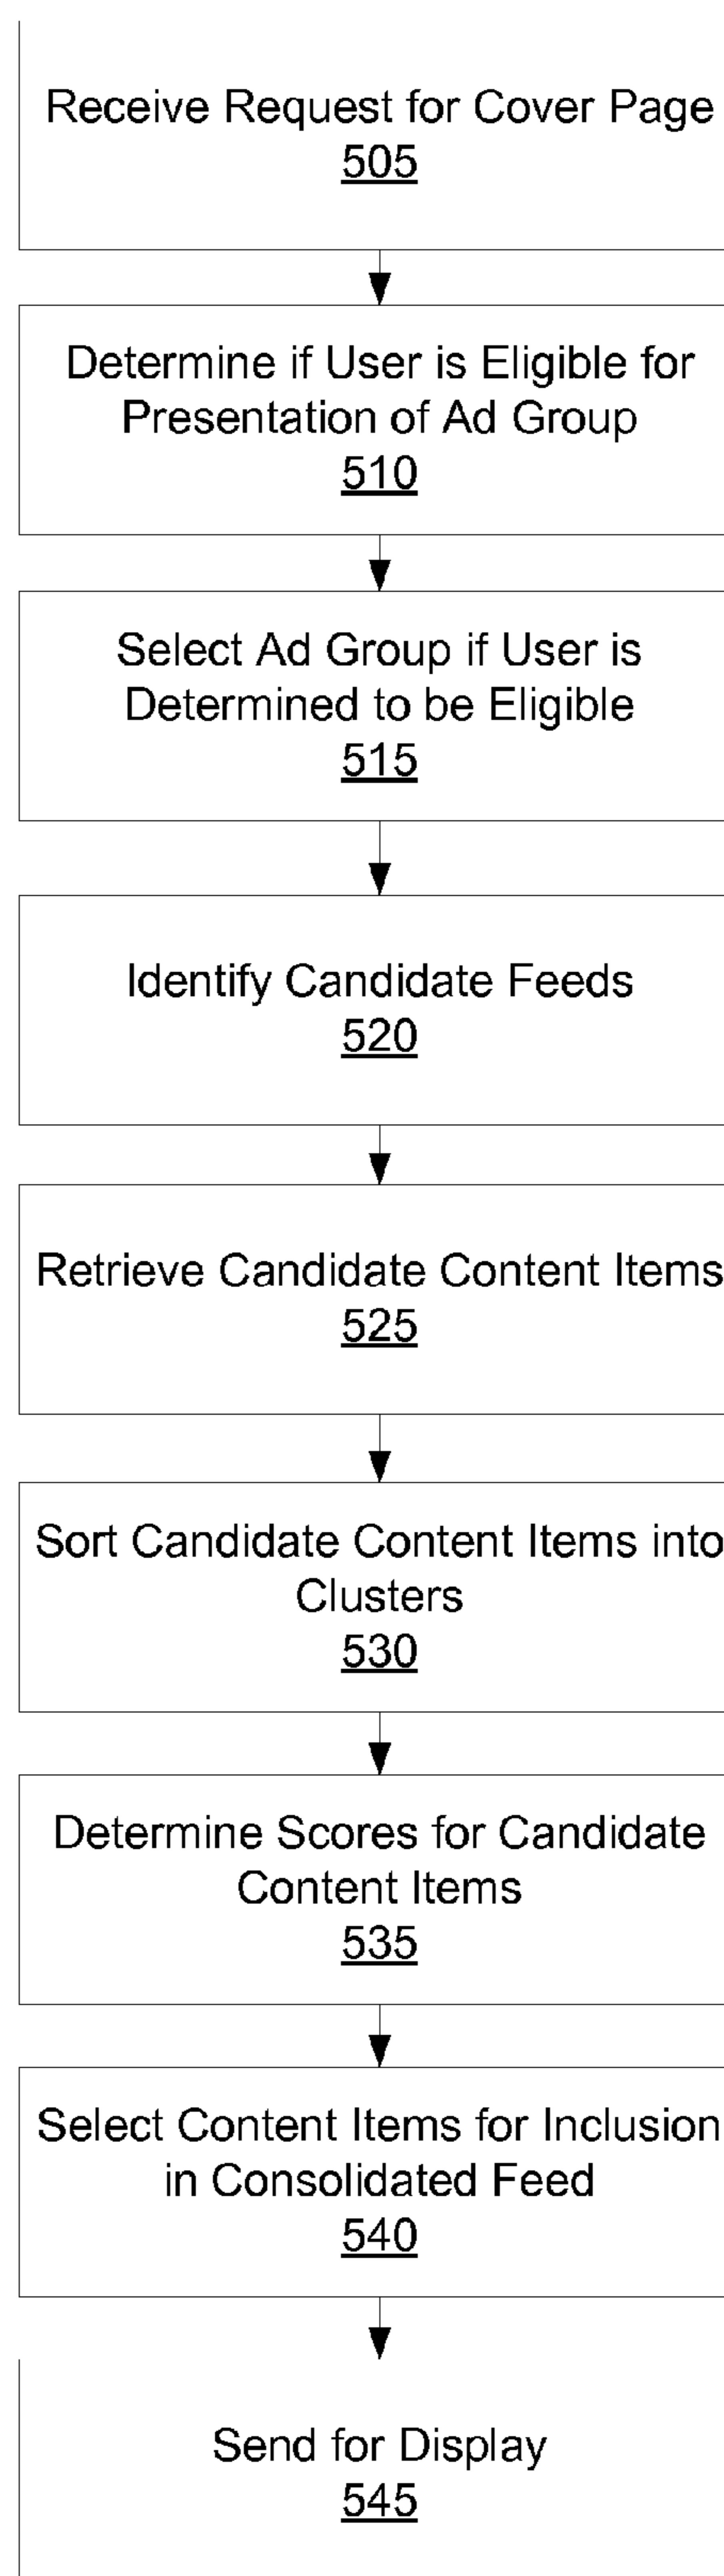 Receive Request for Cover Page
505
Determine if User is Eligible for
Presentation of Ad Group
510
Select Ad Group if User is
Determined to be Eligible
515
Identify Candidate Feeds
520
Retrieve Candidate Content Items
525
Sort Candidate Content Items into
Clusters
530
Determine Scores for Candidate
Content Items
535
Select Content Items for Inclusion
in Consolidated Feed
540
Send for Display
545